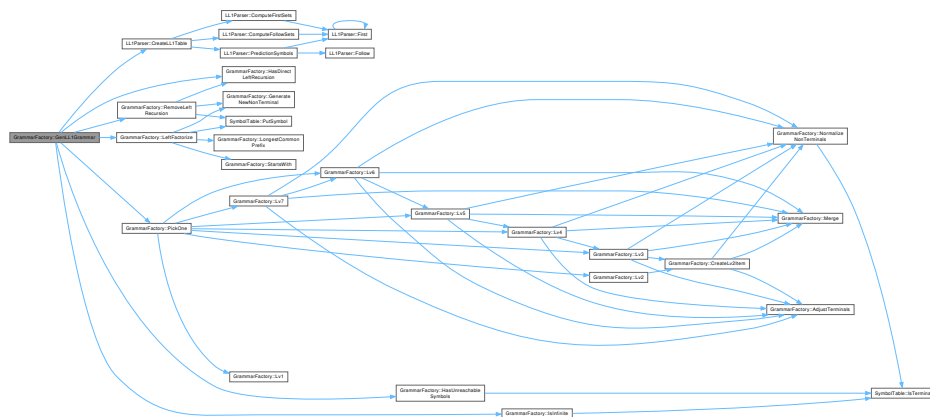 LL1Parser::ComputeFirstSets
LL1Parser::ComputeFollowSets
LL1Parser::First
LL1Parser::CreateLL1Table
LL1Parser::PredictionSymbols
LL1Parser::Follow
GrammarFactory::HasDirect
LeftRecursion
GrammarFactory::Generate
NewNonTerminal
GrammarFactory::RemoveLeft
Recursion
SymbolTable::PutSymbol
GrammarFactory::GenLL1Grammar
GrammarFactory::LeftFactorize
GrammarFactory::LongestCommon
Prefix
GrammarFactory::Normalize
NonTerminals
GrammarFactory::StartsWith
GrammarFactory::Lv6
GrammarFactory::Lv7
GrammarFactory::Lv5
GrammarFactory::Merge
GrammarFactory::PickOne
GrammarFactory::Lv4
GrammarFactory::Lv3
GrammarFactory::CreateLv2Item
GrammarFactory::Lv2
GrammarFactory::AdjustTerminals
GrammarFactory::Lv1
GrammarFactory::HasUnreachable
Symbols
SymbolTable::IsTerminal
GrammarFactory::IsInfinite